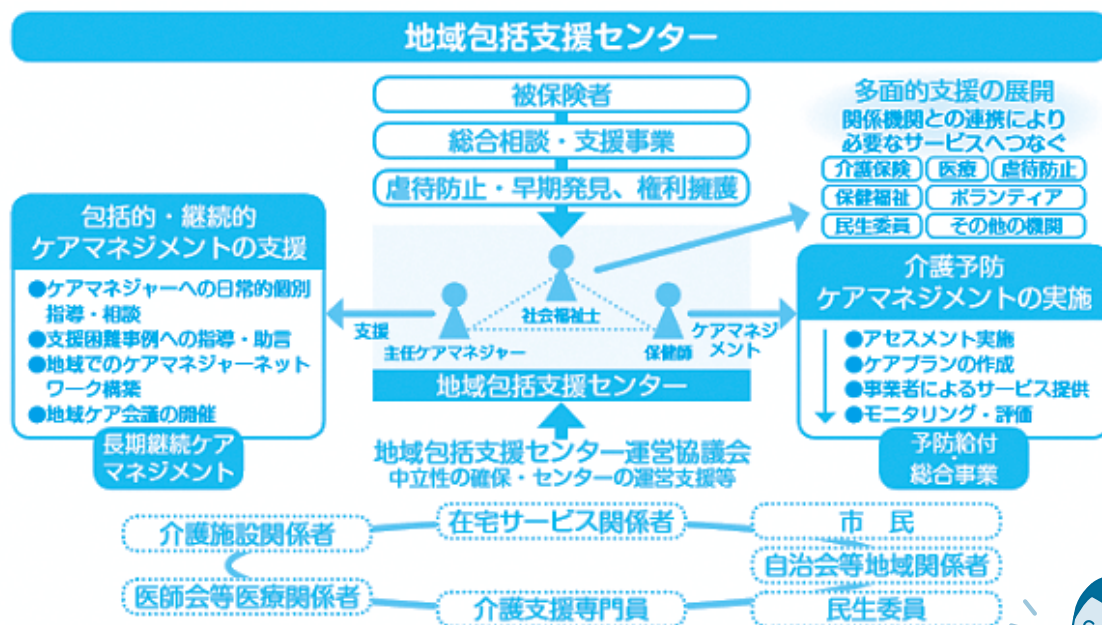 地域包括支援センター
被保険者
総合相談・支援事業
虐待防止・早期発見、権利擁護
多面的支援の展開
関係機関との連携により
必要なサービスへつなぐ
介護保険
医療
虐待防止
保健福祉
ボランティア
民生委員
その他の機関
包括的・継続的
ケアマネジメントの支援
●ケアマネジャーへの日常的個別
指導・相談
●支援困難事例への指導・助言
●地域でのケアマネジャーネット
ワーク構築
●地域ケア会議の開催
長期継続ケア
マネジメント
支援
主任ケアマネジャー
社会福祉士
保健師
ケアマネジ
メント
地域包括支援センター
介護予防
ケアマネジメントの実施
●アセスメント実施
●ケアプランの作成
●事業者によるサービス提供
●モニタリング・評価
予防給付
・
総合事業
地域包括支援センター運営協議会
中立性の確保・センターの運営支援等
介護施設関係者
在宅サービス関係者
市　民
自治会等地域関係者
医師会等医療関係者
介護支援専門員
民生委員